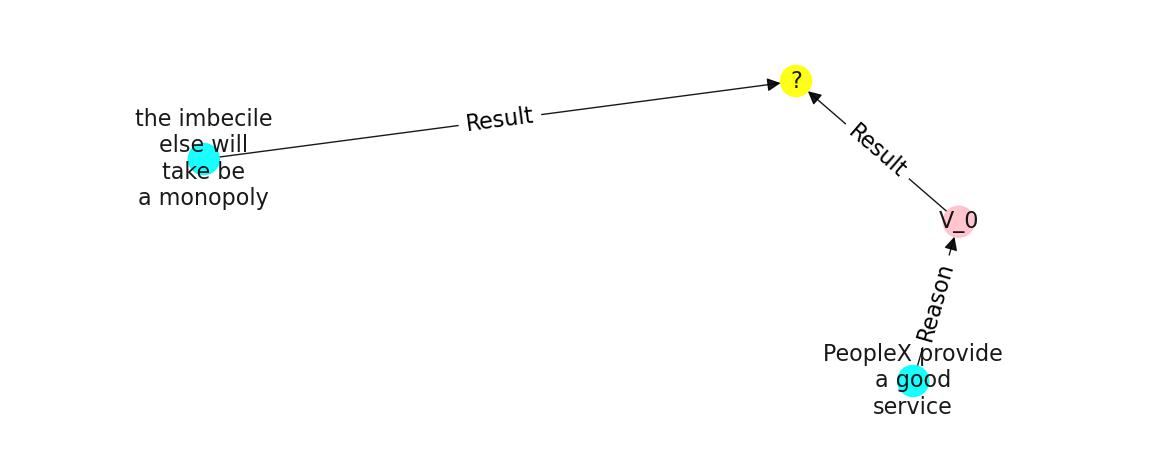 ?
the imbecile
else will
take be
a monopoly
Result
Result
V_0
Reason
PeopleX provide
a good
service